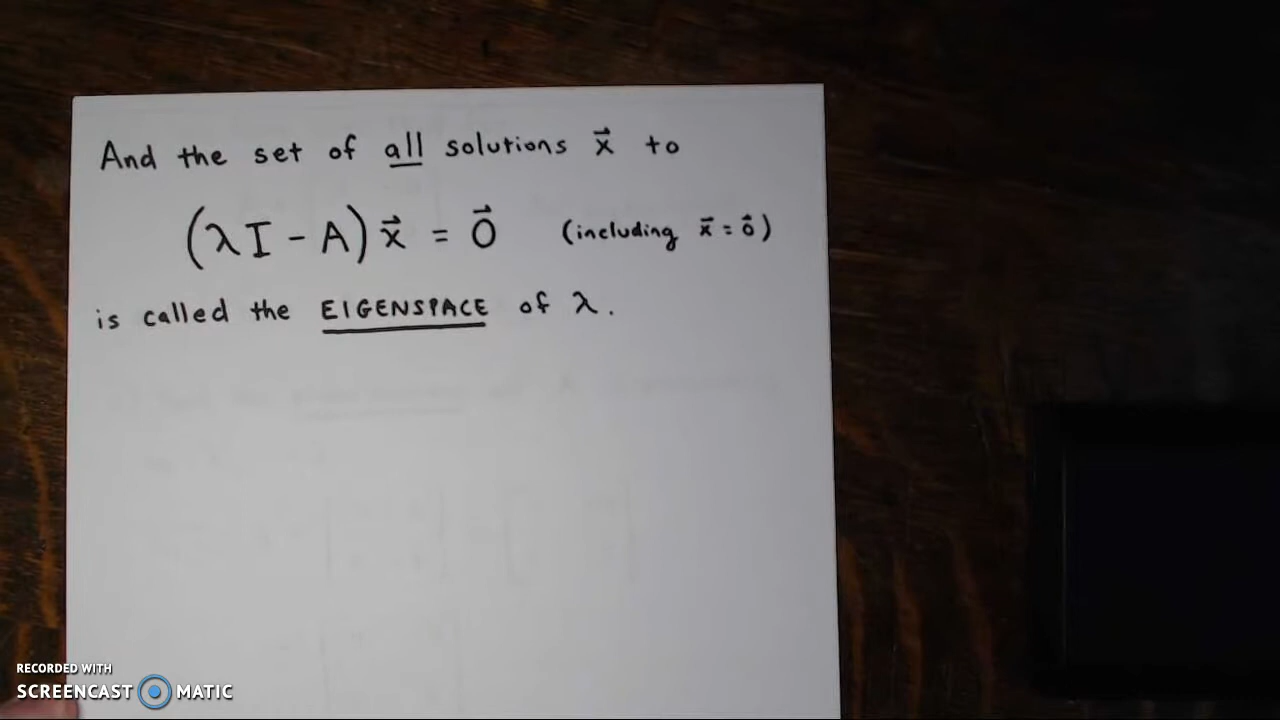 And the set of all solutions x⃗ to
(λI - A) x⃗ = 0⃗ (including x⃗ = 0⃗)
is called the EIGENSPACE of λ.
RECORDED WITH
SCREENCAST MATIC